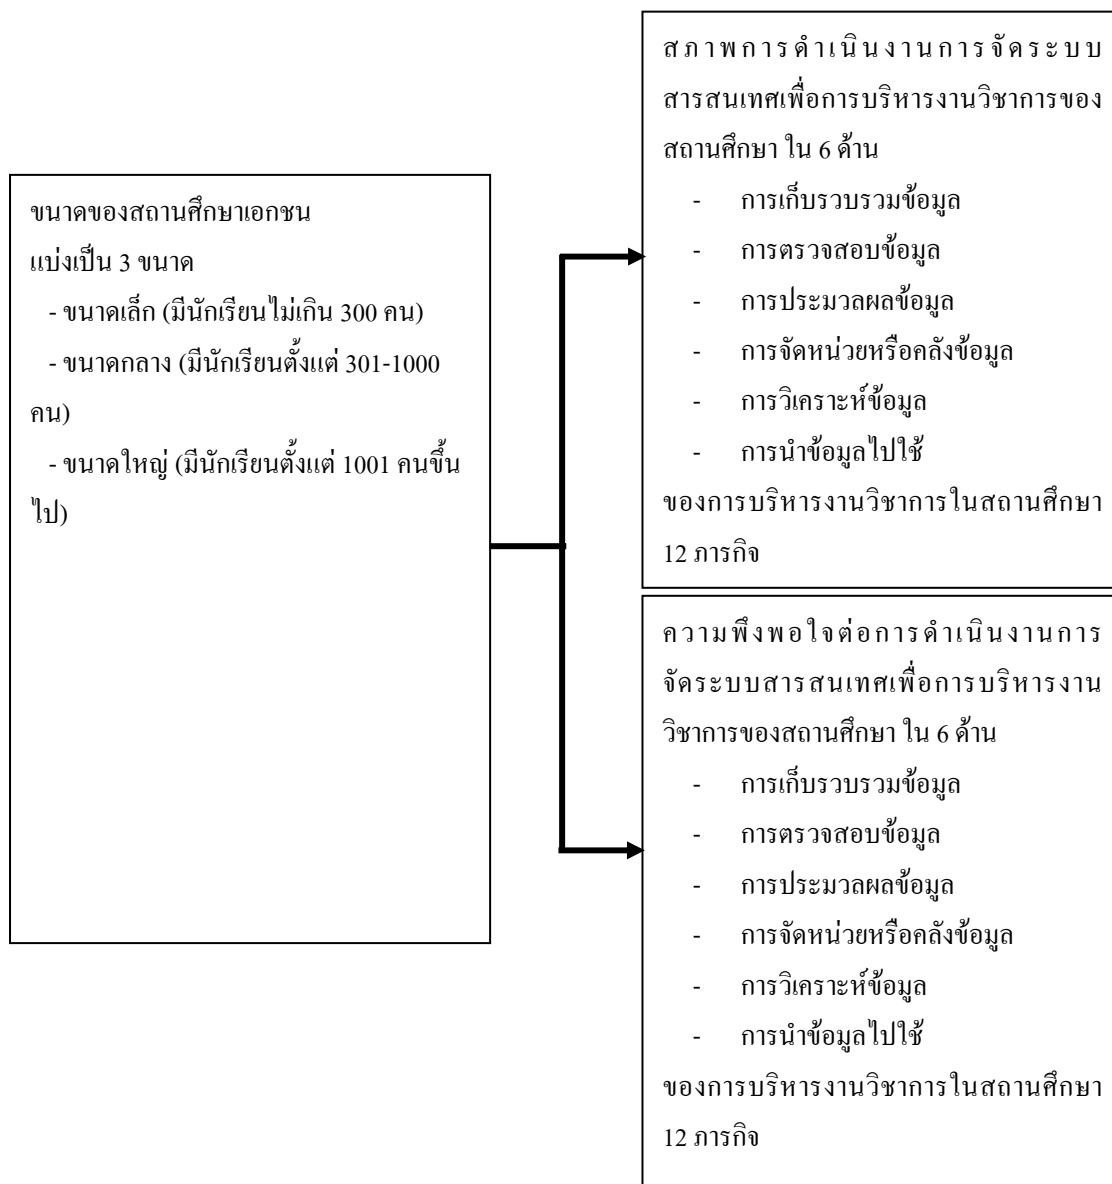 ขนาดของสถานศึกษาเอกชน
แบ่งเป็น 3 ขนาด
- ขนาดเล็ก (มีนักเรียนไม่เกิน 300 คน)
- ขนาดกลาง (มีนักเรียนตั้งแต่ 301-1000
คน)
- ขนาดใหญ่ (มีนักเรียนตั้งแต่ 1001 คนขึ้น
ไป)
สภาพการดำเนินงานการจัดระบบ
สารสนเทศเพื่อการบริหารงานวิชาการของ
สถานศึกษา ใน 6 ด้าน
- การเก็บรวบรวมข้อมูล
- การตรวจสอบข้อมูล
- การประมวลผลข้อมูล
- การจัดหน่วยหรือคลังข้อมูล
- การวิเคราะห์ข้อมูล
- การนำข้อมูลไปใช้
ของการบริหารงานวิชาการในสถานศึกษา
12 ภารกิจ
ความพึงพอใจต่อการดำเนินงานการ
จัดระบบสารสนเทศเพื่อการบริหารงาน
วิชาการของสถานศึกษา ใน 6 ด้าน
- การเก็บรวบรวมข้อมูล
- การตรวจสอบข้อมูล
- การประมวลผลข้อมูล
- การจัดหน่วยหรือคลังข้อมูล
- การวิเคราะห์ข้อมูล
- การนำข้อมูลไปใช้
ของการบริหารงานวิชาการในสถานศึกษา
12 ภารกิจ